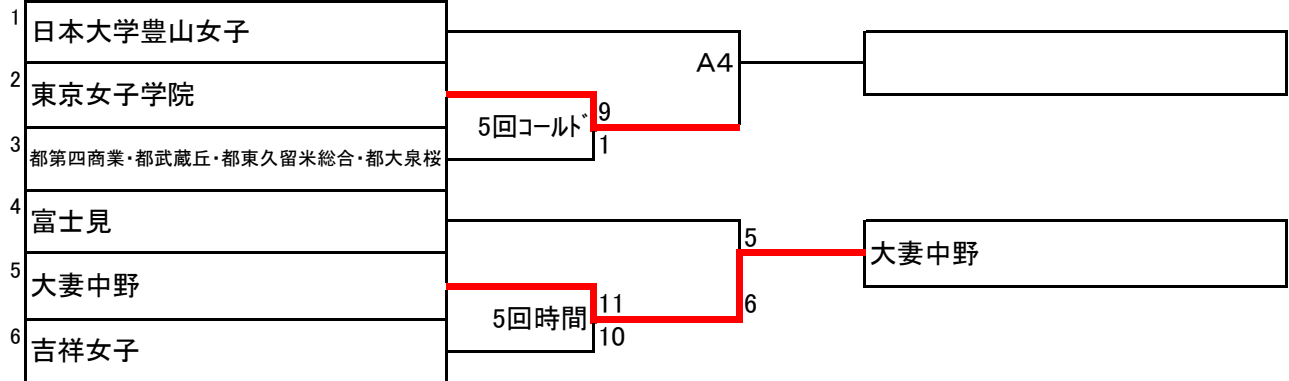 1
日本大学豊山女子
A4
2
東京女子学院
9
5回コールド
1
3
都第四商業・都武蔵丘・都東久留米総合・都大泉桜
4
富士見
5
大妻中野
5
大妻中野
11
6
5回時間
10
6
吉祥女子